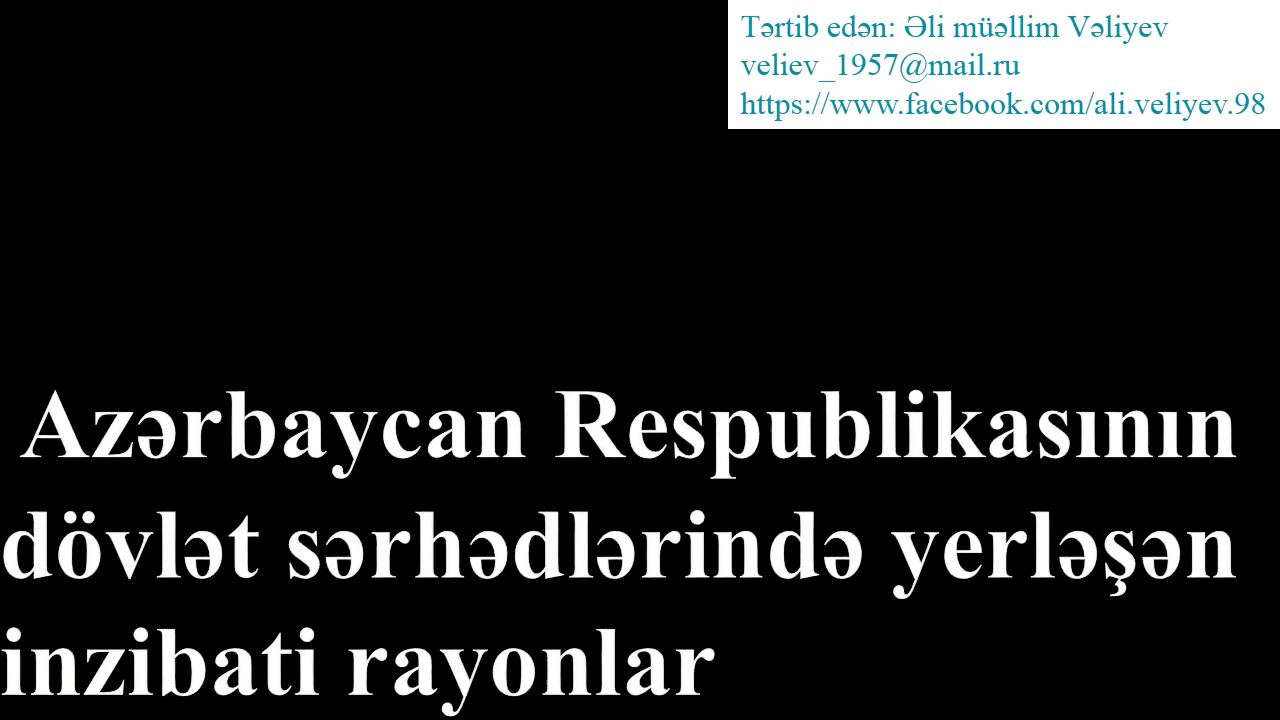 Tərtib edən: Əli müəllim Vəliyev
veliev_1957@mail.ru
https://www.facebook.com/ali.veliyev.98
Azərbaycan Respublikasının
dövlət sərhədlərində yerləşən
inzibati rayonlar